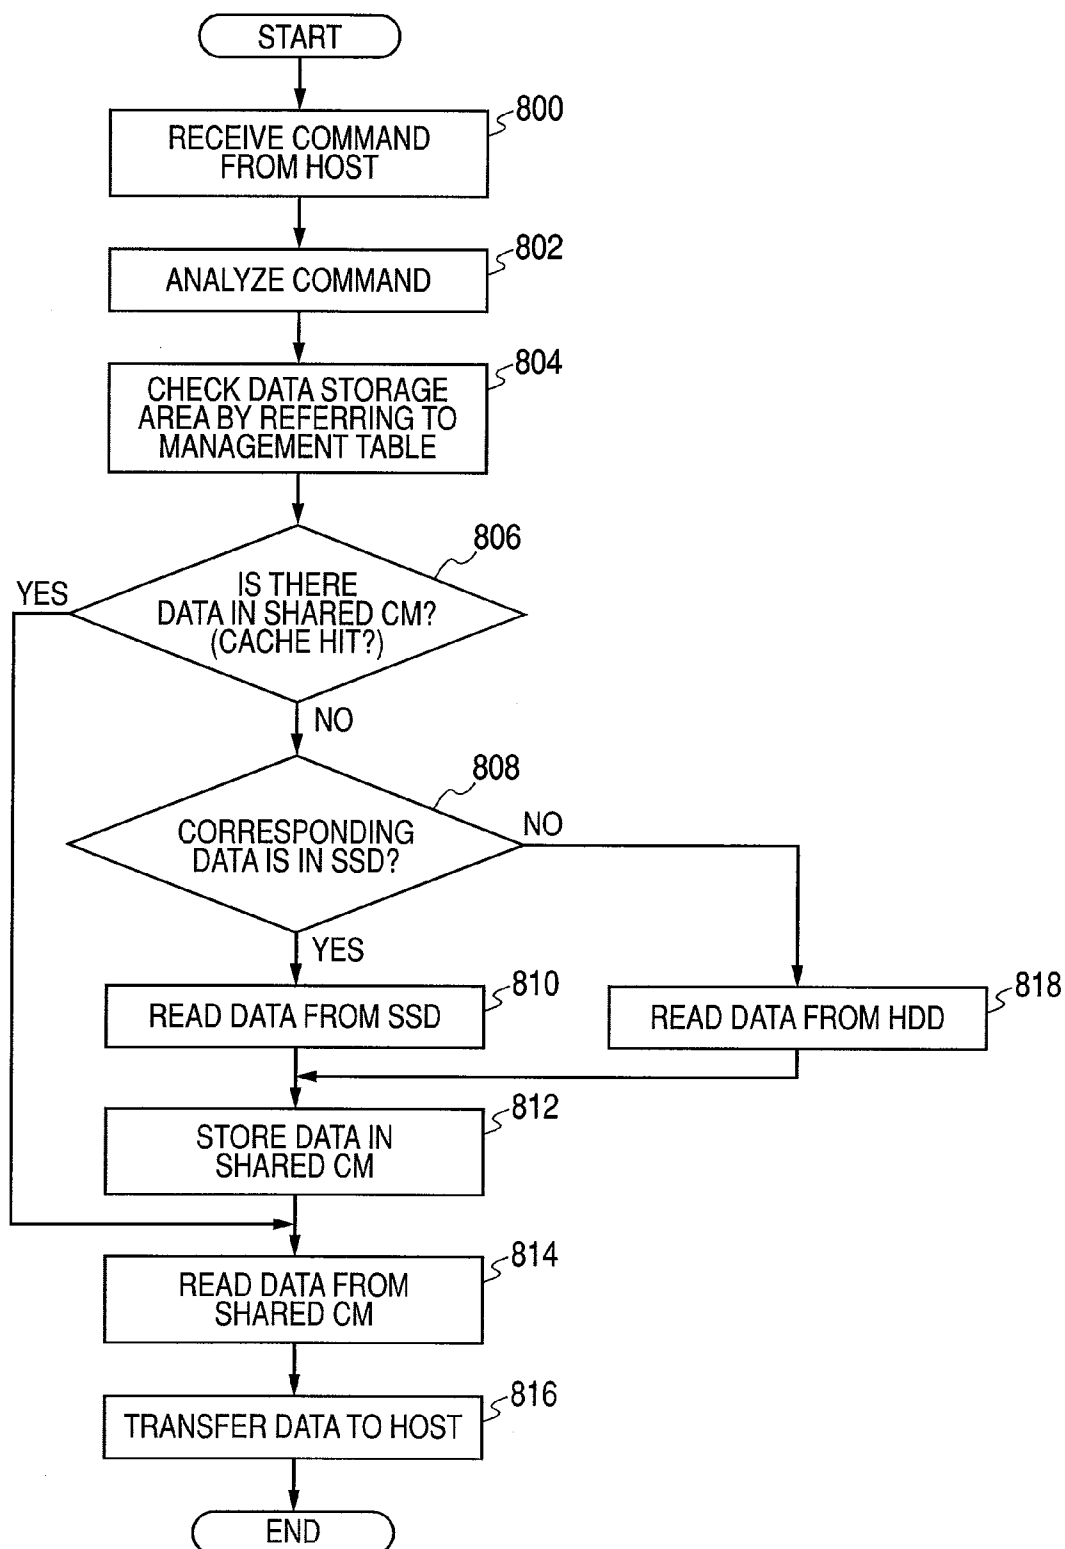 START
800
RECEIVE COMMAND
FROM HOST
802
ANALYZE COMMAND
804
CHECK DATA STORAGE
AREA BY REFERRING TO
MANAGEMENT TABLE
806
YES
IS THERE
DATA IN SHARED CM?
(CACHE HIT?)
NO
808
CORRESPONDING
DATA IS IN SSD?
NO
YES
810
READ DATA FROM SSD
818
READ DATA FROM HDD
812
STORE DATA IN
SHARED CM
814
READ DATA FROM
SHARED CM
816
TRANSFER DATA TO HOST
END